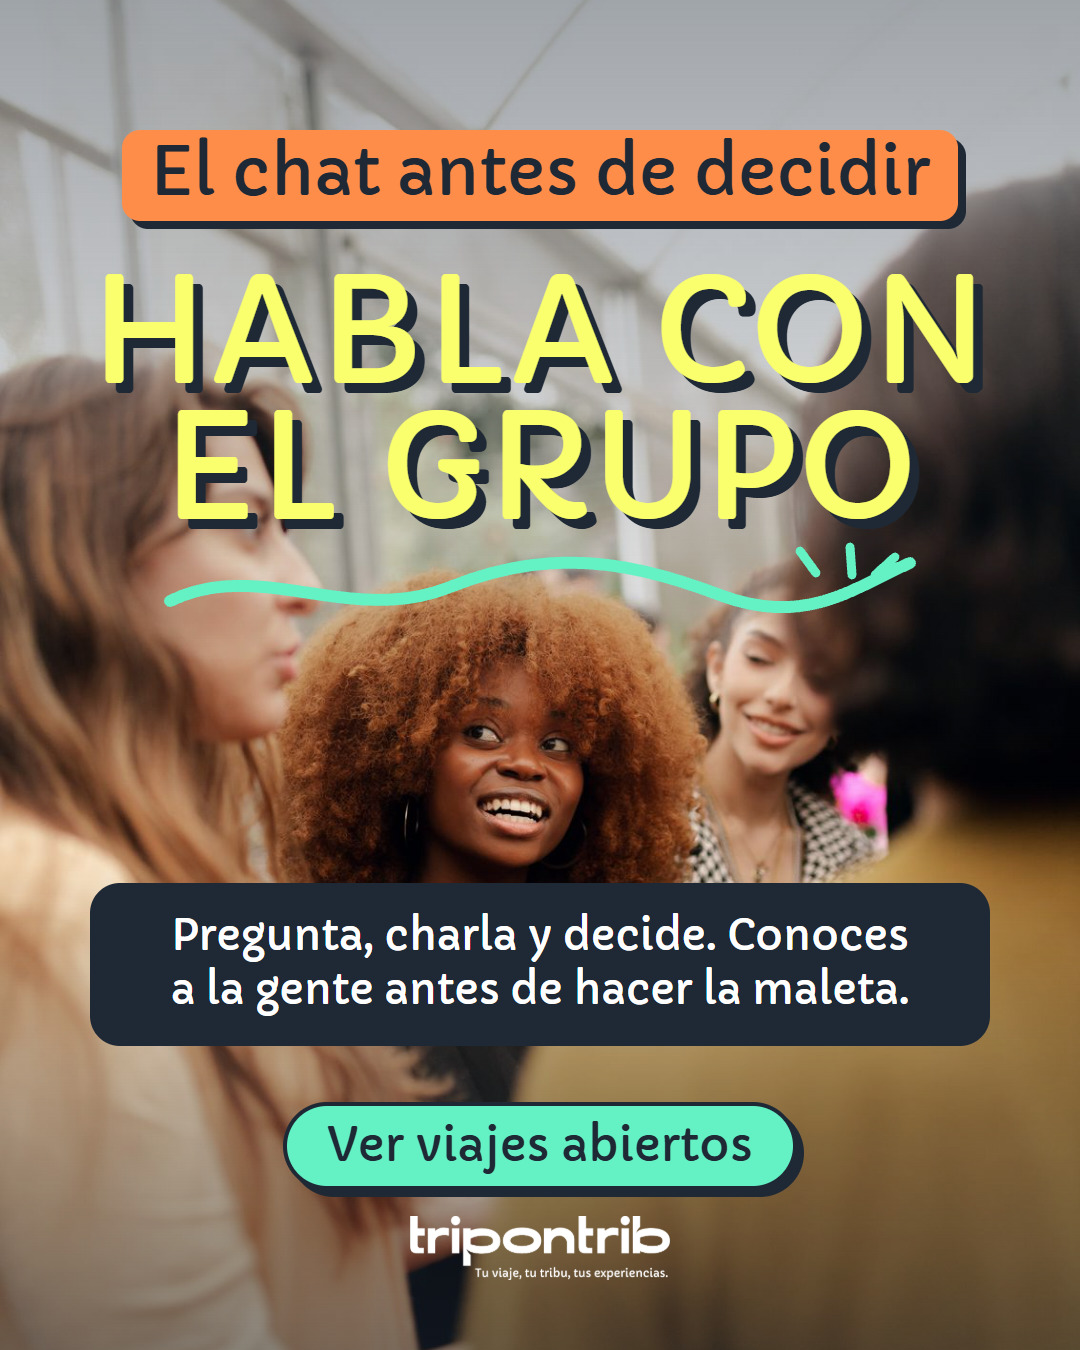 El chat antes de decidir
HABLA CON
EL GRUPO
Pregunta, charla y decide. Conoces
a la gente antes de hacer la maleta.
Ver viajes abiertos
tripontrib
Tu viaje, tu tribu, tus experiencias.